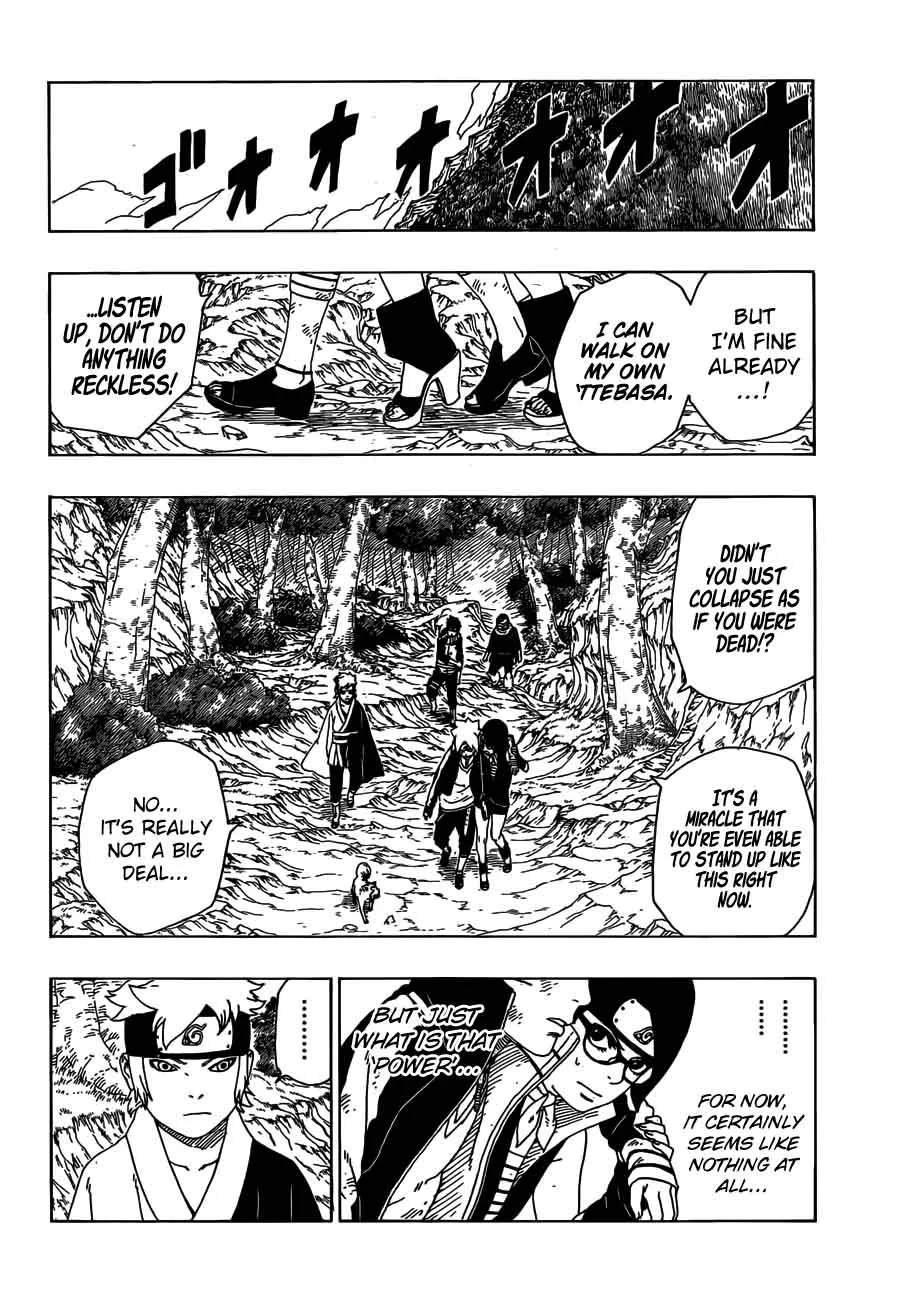 ゴオオオオオオ
BUT
I'M FINE
ALREADY
...!
I CAN
WALK ON
MY OWN
'TTEBASA.
...LISTEN
UP, DON'T DO
ANYTHING
RECKLESS!
DIDN'T
YOU JUST
COLLAPSE AS
IF YOU WERE
DEAD!?
IT'S A
MIRACLE THAT
YOU'RE EVEN ABLE
TO STAND UP LIKE
THIS RIGHT
NOW.
NO...
IT'S REALLY
NOT A BIG
DEAL...
......
......
FOR NOW,
IT CERTAINLY
SEEMS LIKE
NOTHING AT
ALL...
BUT JUST
WHAT IS THAT
'POWER'...
......